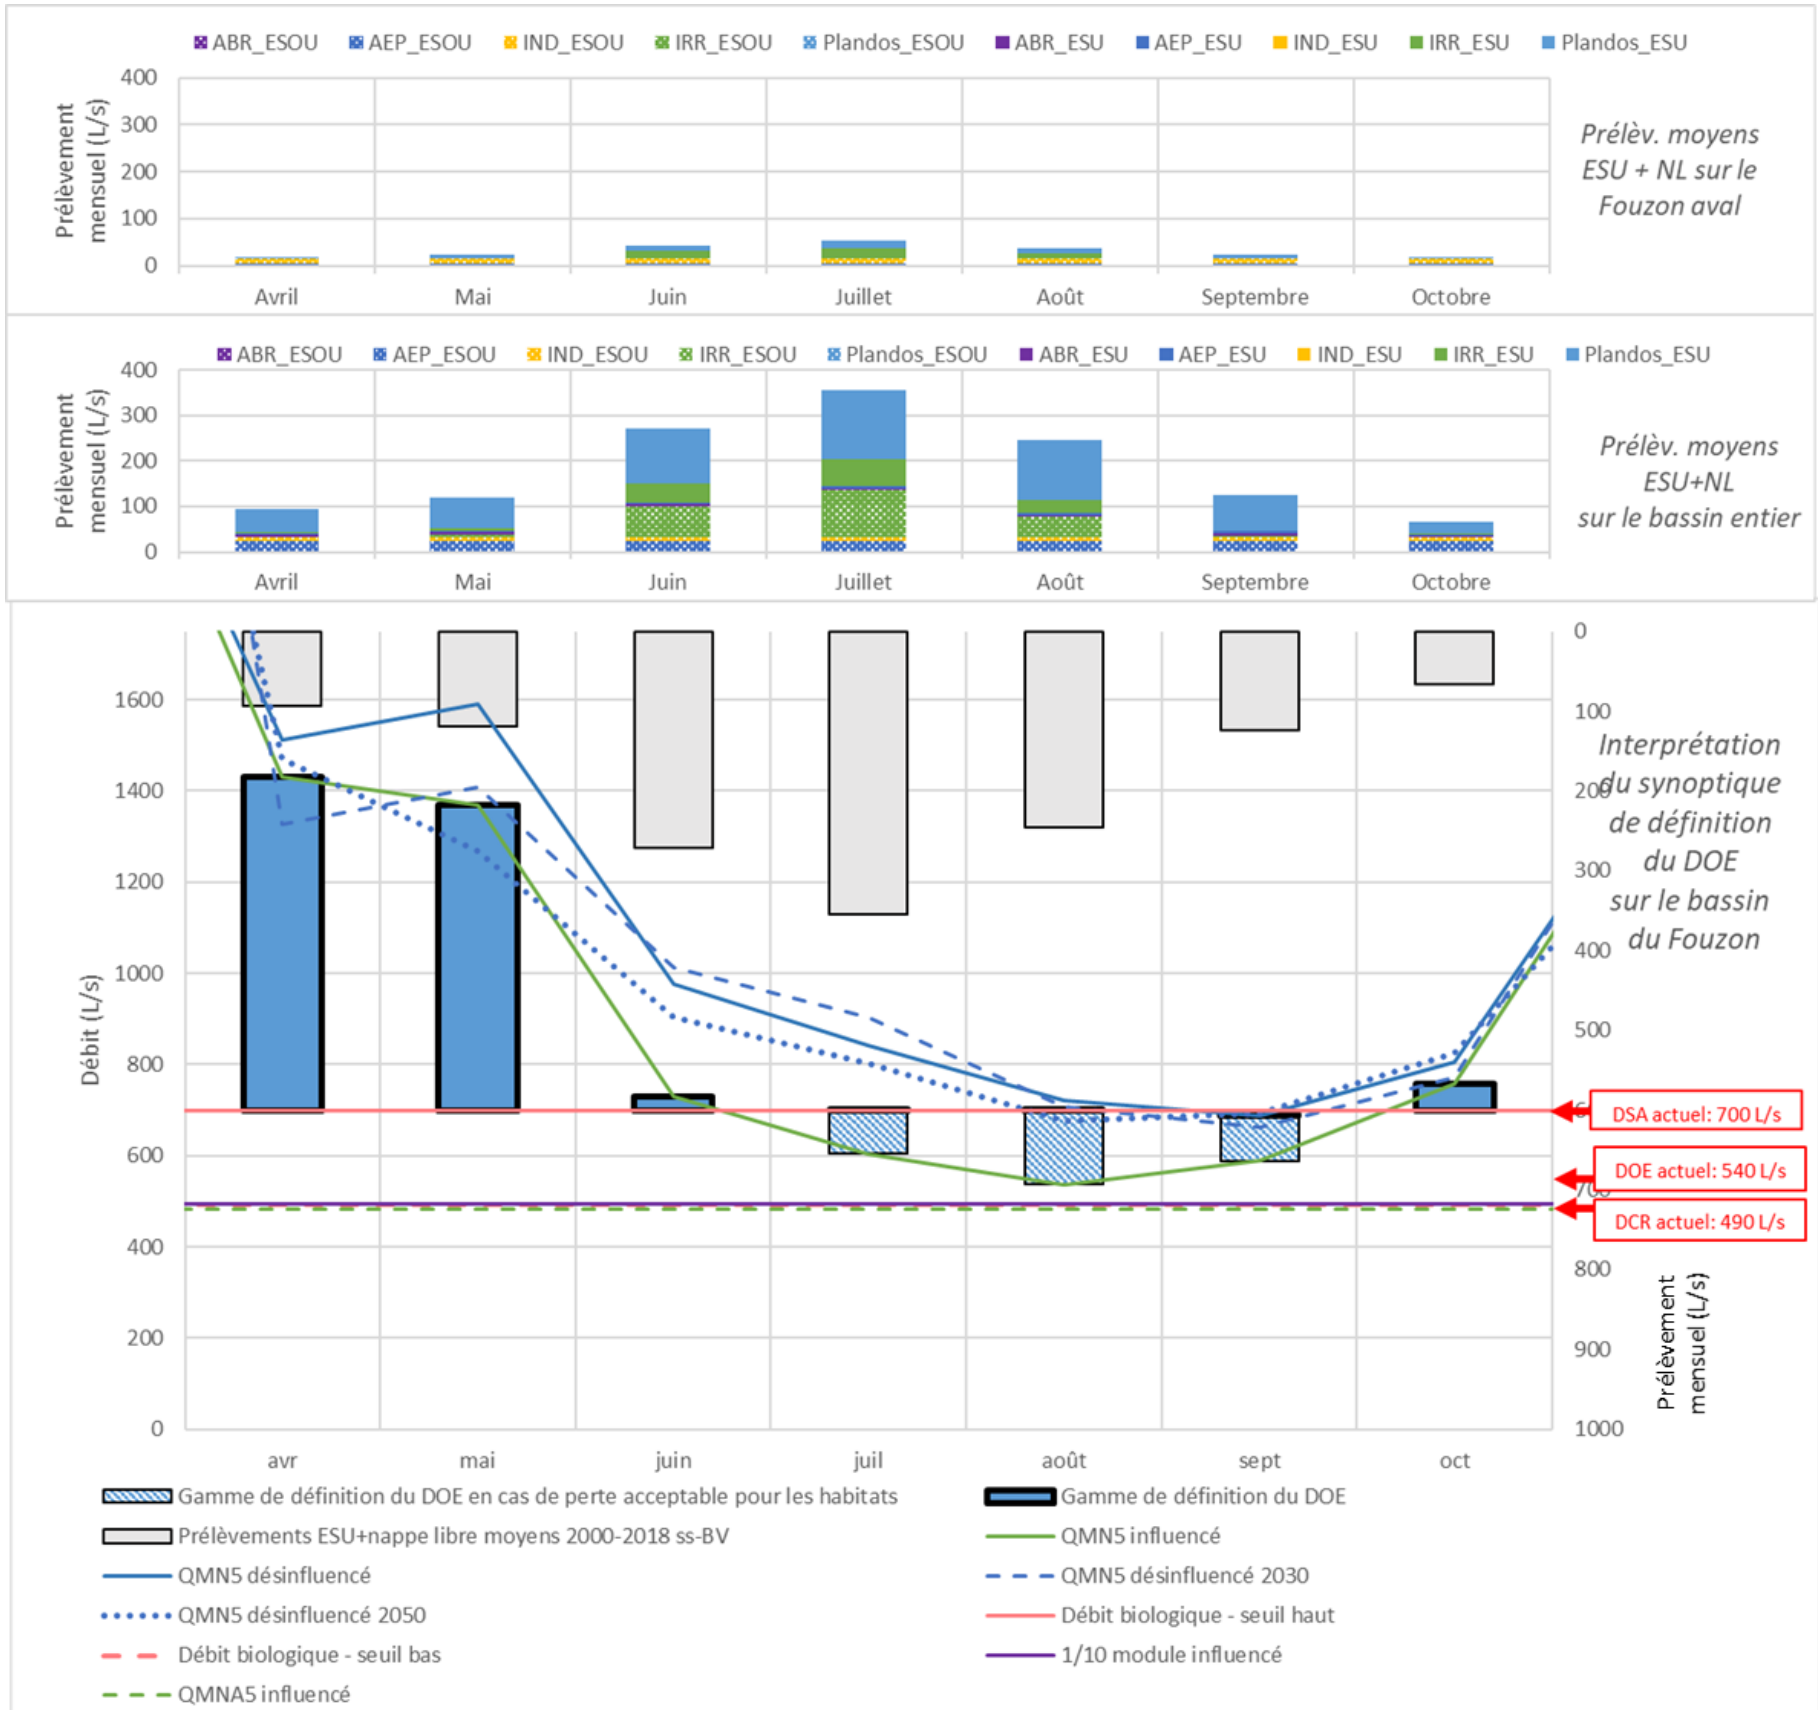 ABR_ESOU AEP_ESOU IND_ESOU IRR_ESOU Plandos_ESOU ABR_ESU AEP_ESU IND_ESU IRR_ESU Plandos_ESU
Prélèvement
mensuel (L/s)
400
300
200
100
0
Avril Mai Juin Juillet Août Septembre Octobre
Prélèv. moyens
ESU + NL sur le
Fouzon aval
ABR_ESOU AEP_ESOU IND_ESOU IRR_ESOU Plandos_ESOU ABR_ESU AEP_ESU IND_ESU IRR_ESU Plandos_ESU
Prélèvement
mensuel (L/s)
400
300
200
100
0
Avril Mai Juin Juillet Août Septembre Octobre
Prélèv. moyens
ESU+NL
sur le bassin entier
Débit (L/s)
1600
1400
1200
1000
800
600
400
200
0
avr mai juin juil août sept oct
0
100
200
300
400
500
700
800
900
1000
Interprétation
du synoptique
de définition
du DOE
sur le bassin
du Fouzon
DSA actuel: 700 L/s
DOE actuel: 540 L/s
DCR actuel: 490 L/s
Prélèvement
mensuel (L/s)
Gamme de définition du DOE en cas de perte acceptable pour les habitats
Gamme de définition du DOE
Prélèvements ESU+nappe libre moyens 2000-2018 ss-BV
QMN5 influencé
QMN5 désinfluencé
QMN5 désinfluencé 2030
QMN5 désinfluencé 2050
Débit biologique - seuil haut
Débit biologique - seuil bas
1/10 module influencé
QMNA5 influencé